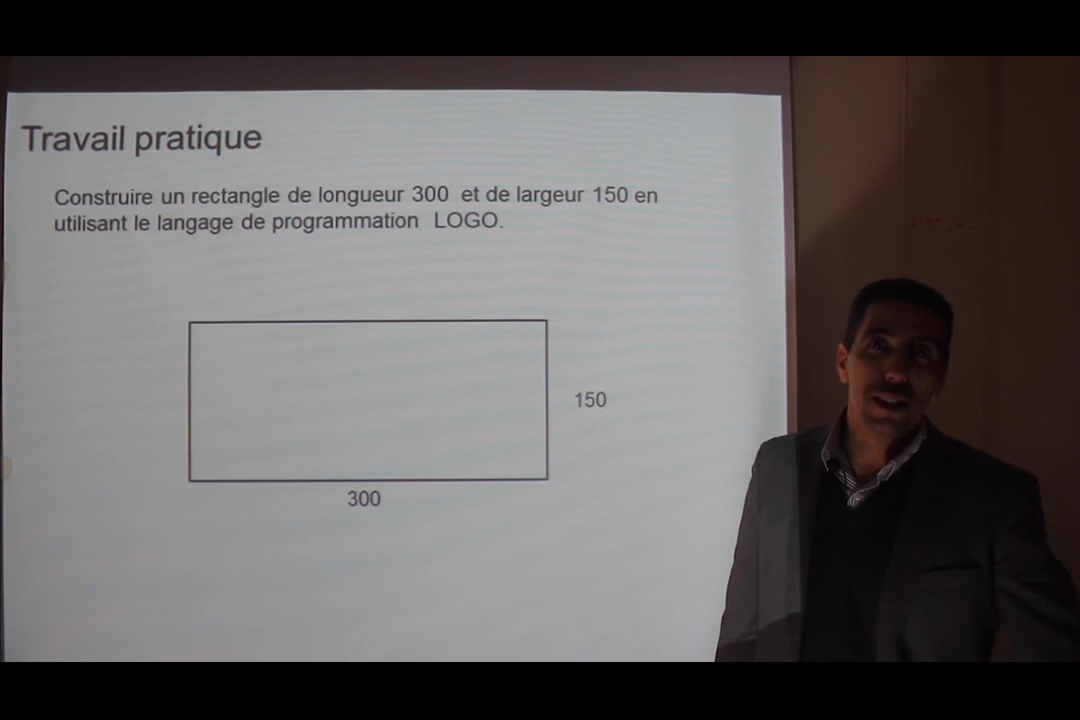 Travail pratique
Construire un rectangle de longueur 300 et de largeur 150 en
utilisant le langage de programmation LOGO.
150
300